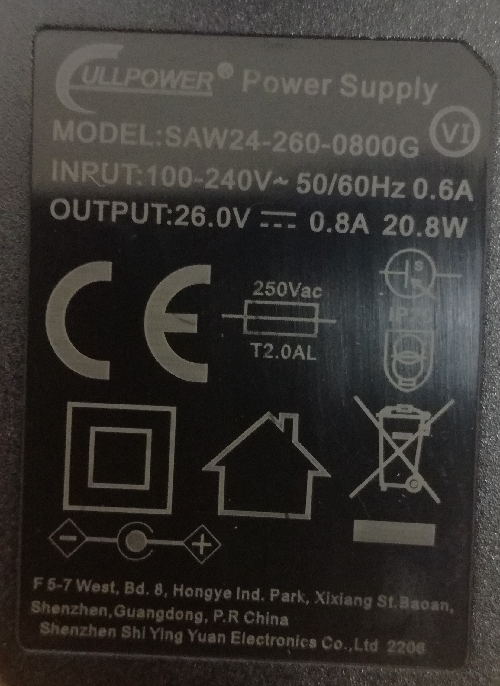 CULLPOWER® Power Supply
MODEL:SAW24-260-0800G
VI
INPUT:100-240V~ 50/60Hz 0.6A
OUTPUT:26.0V ⎓ 0.8A 20.8W
CE
250Vac
T2.0AL
S
F 5-7 West, Bd. 8, Hongye Ind. Park, Xixiang St.Baoan,
Shenzhen,Guangdong, P.R China
Shenzhen Shi Ying Yuan Electronics Co.,Ltd 2206